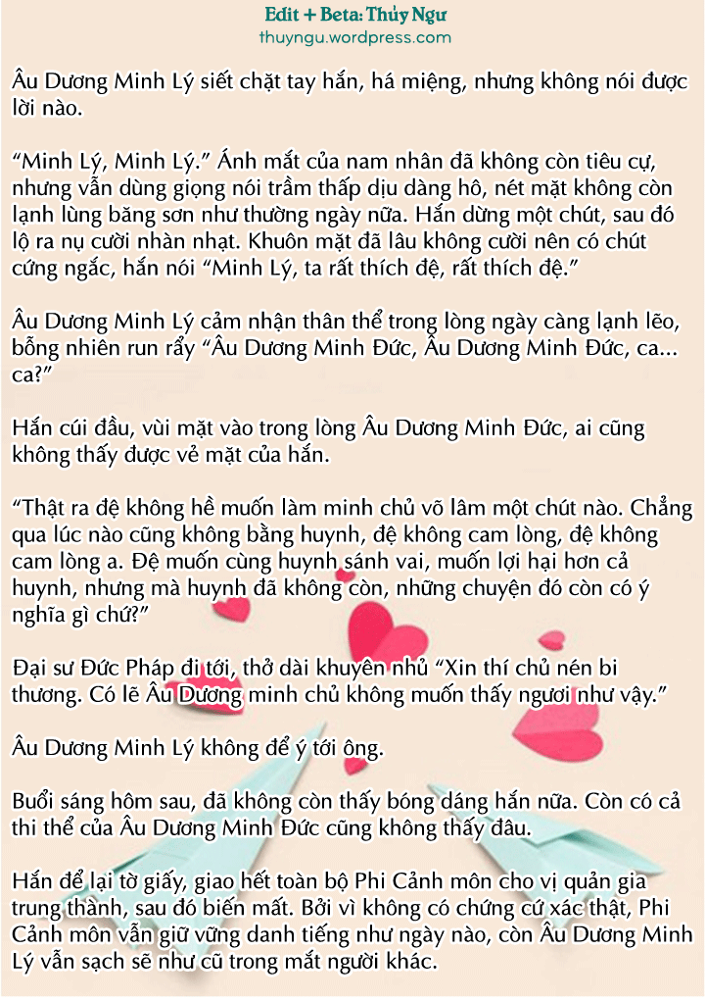 Edit + Beta: Thủy Ngư
thuyngu.wordpress.com
Âu Dương Minh Lý siết chặt tay hắn, há miệng, nhưng không nói được
lời nào.
“Minh Lý, Minh Lý.” Ánh mắt của nam nhân đã không còn tiêu cự,
nhưng vẫn dùng giọng nói trầm thấp dịu dàng hô, nét mặt không còn
lạnh lùng băng sơn như thường ngày nữa. Hắn dừng một chút, sau đó
lộ ra nụ cười nhàn nhạt. Khuôn mặt đã lâu không cười nên có chút
cứng ngắc, hắn nói “Minh Lý, ta rất thích đệ, rất thích đệ.”
Âu Dương Minh Lý cảm nhận thân thể trong lòng ngày càng lạnh lẽo,
bỗng nhiên run rẩy “Âu Dương Minh Đức, Âu Dương Minh Đức, ca...
ca?”
Hắn cúi đầu, vùi mặt vào trong lòng Âu Dương Minh Đức, ai cũng
không thấy được vẻ mặt của hắn.
“Thật ra đệ không hề muốn làm minh chủ võ lâm một chút nào. Chẳng
qua lúc nào cũng không bằng huynh, đệ không cam lòng, đệ không
cam lòng a. Đệ muốn cùng huynh sánh vai, muốn lợi hại hơn cả
huynh, nhưng mà huynh đã không còn, những chuyện đó còn có ý
nghĩa gì chứ?”
Đại sư Đức Pháp đi tới, thở dài khuyên nhủ “Xin thí chủ nén bi
thương. Có lẽ Âu Dương minh chủ không muốn thấy ngươi như vậy.”
Âu Dương Minh Lý không để ý tới ông.
Buổi sáng hôm sau, đã không còn thấy bóng dáng hắn nữa. Còn có cả
thi thể của Âu Dương Minh Đức cũng không thấy đâu.
Hắn để lại tờ giấy, giao hết toàn bộ Phi Cảnh môn cho vị quản gia
trung thành, sau đó biến mất. Bởi vì không có chứng cứ xác thật, Phi
Cảnh môn vẫn giữ vững danh tiếng như ngày nào, còn Âu Dương Minh
Lý vẫn sạch sẽ như cũ trong mắt người khác.